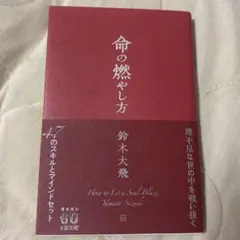 命の燃やし方
鈴木大飛
理不尽な世の中を戦い抜く
47のスキルとマインドセット
How to Let a Soul Blaze
Yamato Suzuki